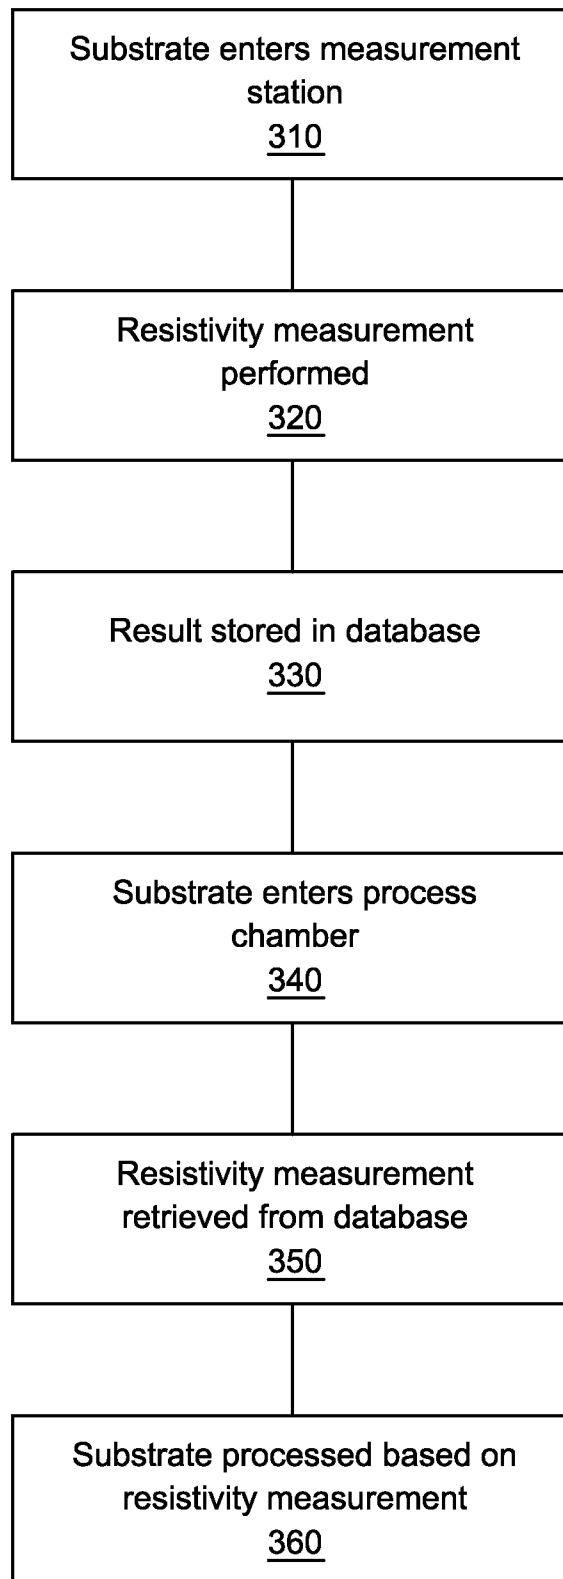 Substrate enters measurement
station
310
Resistivity measurement
performed
320
Result stored in database
330
Substrate enters process
chamber
340
Resistivity measurement
retrieved from database
350
Substrate processed based on
resistivity measurement
360